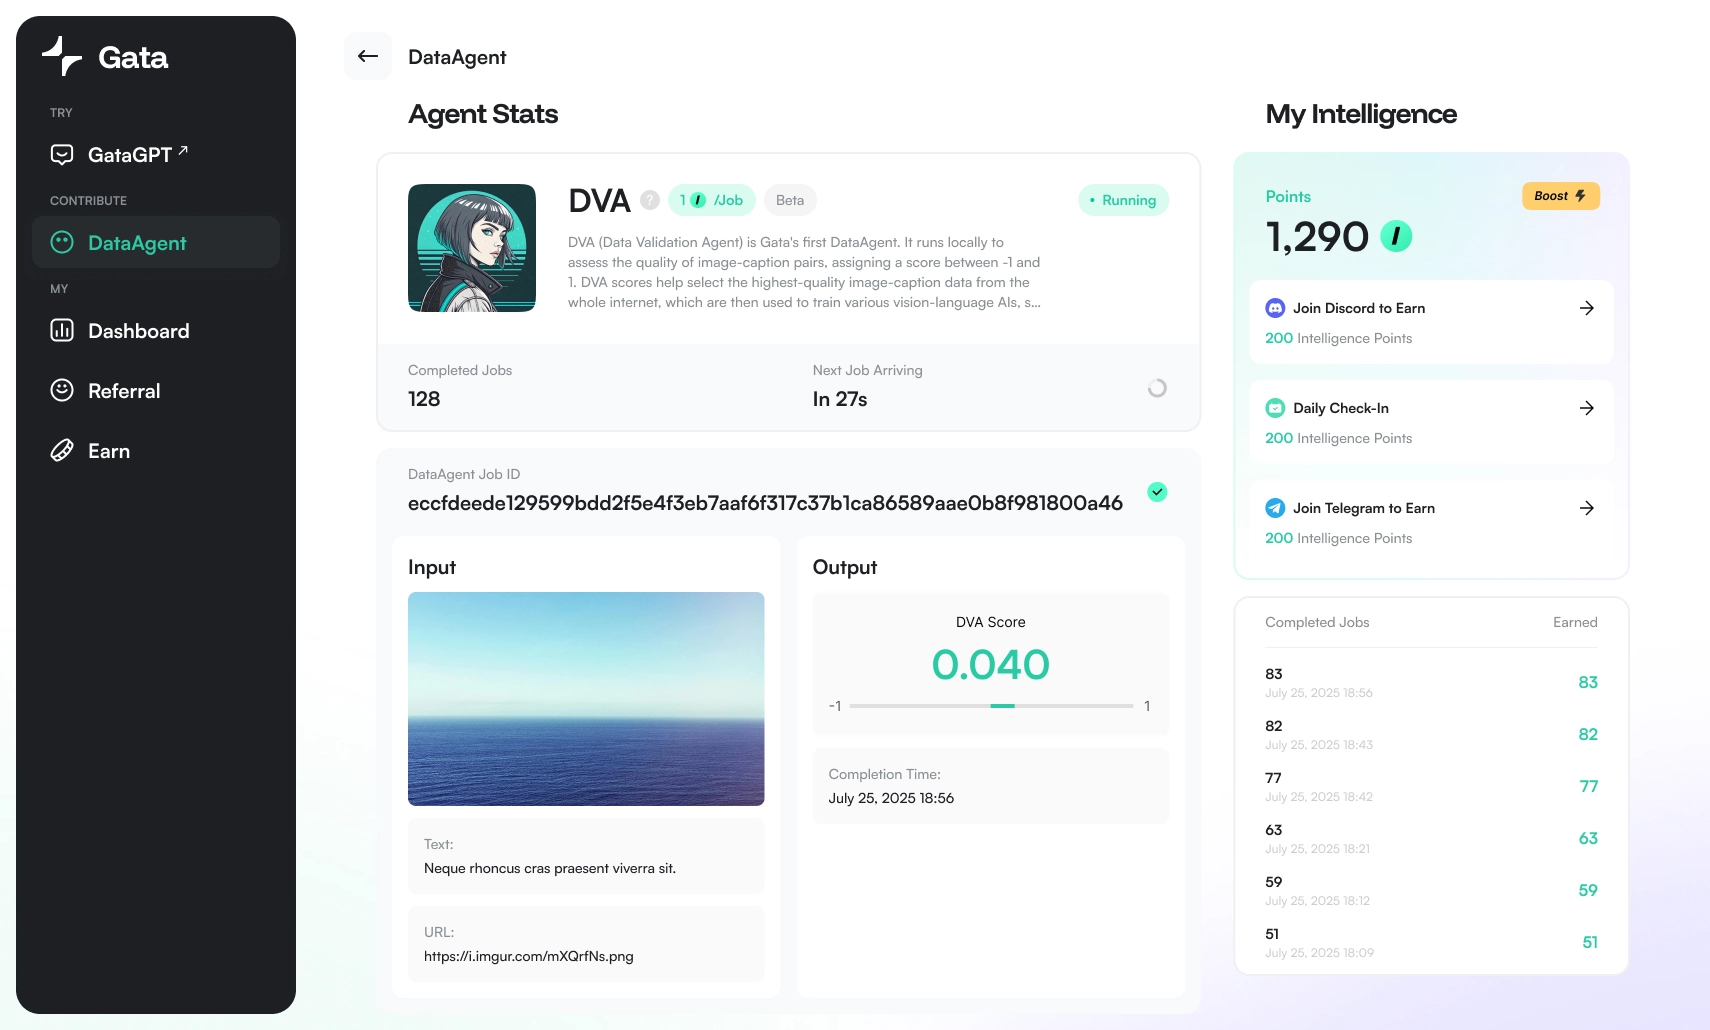 Gata
TRY
GataGPT ↗
CONTRIBUTE
DataAgent
MY
Dashboard
Referral
Earn
← DataAgent
Agent Stats
DVA ? 1 /Job Beta
• Running
DVA (Data Validation Agent) is Gata's first DataAgent. It runs locally to
assess the quality of image-caption pairs, assigning a score between -1 and
1. DVA scores help select the highest-quality image-caption data from the
whole internet, which are then used to train various vision-language AIs, s...
Completed Jobs
128
Next Job Arriving
In 27s
DataAgent Job ID
eccfdeede129599bdd2f5e4f3eb7aaf6f317c37b1ca86589aae0b8f981800a46
Input
Text:
Neque rhoncus cras praesent viverra sit.
URL:
https://i.imgur.com/mXQrfNs.png
Output
DVA Score
0.040
-1 1
Completion Time:
July 25, 2025 18:56
My Intelligence
Points
Boost
1,290
Join Discord to Earn →
200 Intelligence Points
Daily Check-In →
200 Intelligence Points
Join Telegram to Earn →
200 Intelligence Points
Completed Jobs Earned
83 83
July 25, 2025 18:56
82 82
July 25, 2025 18:43
77 77
July 25, 2025 18:42
63 63
July 25, 2025 18:21
59 59
July 25, 2025 18:12
51 51
July 25, 2025 18:09